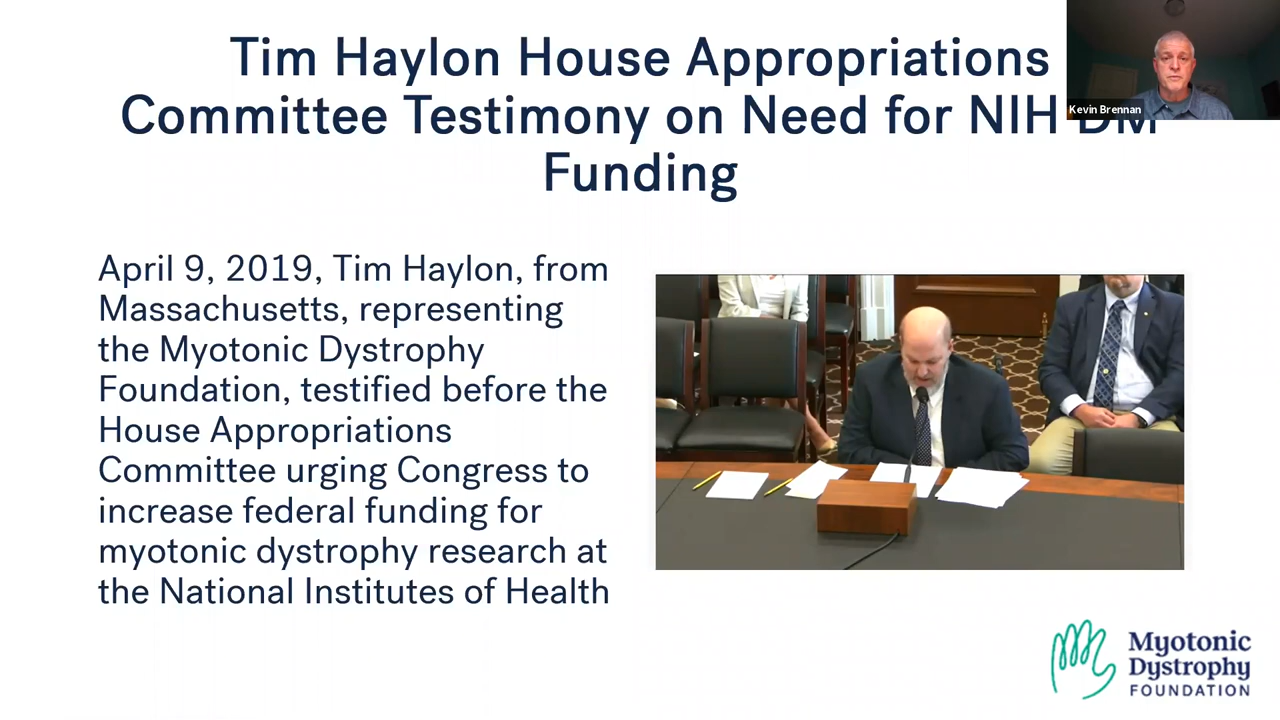 Tim Haylon House Appropriations
Committee Testimony on Need for NIH DM
Funding
Kevin Brennan
April 9, 2019, Tim Haylon, from
Massachusetts, representing
the Myotonic Dystrophy
Foundation, testified before the
House Appropriations
Committee urging Congress to
increase federal funding for
myotonic dystrophy research at
the National Institutes of Health
Myotonic
Dystrophy
FOUNDATION